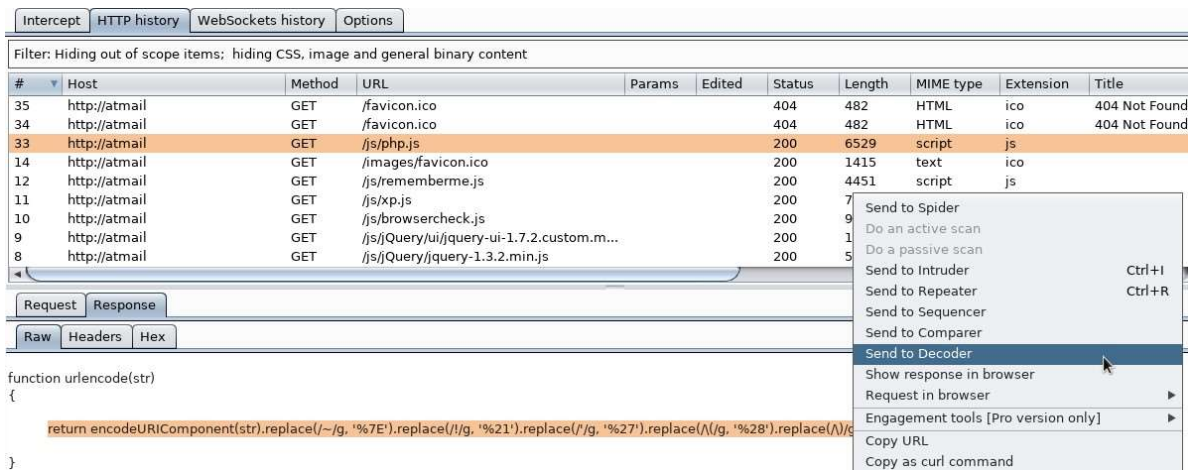 Intercept HTTP history WebSockets history Options
Filter: Hiding out of scope items; hiding CSS, image and general binary content
# Host Method URL Params Edited Status Length MIME type Extension Title
35 http://atmail GET /favicon.ico 404 482 HTML ico 404 Not Found
34 http://atmail GET /favicon.ico 404 482 HTML ico 404 Not Found
33 http://atmail GET /js/php.js 200 6529 script js
14 http://atmail GET /images/favicon.ico 200 1415 text ico
12 http://atmail GET /js/rememberme.js 200 4451 script js
11 http://atmail GET /js/xp.js 200 7
10 http://atmail GET /js/browsercheck.js 200 9
9 http://atmail GET /js/jQuery/ui/jquery-ui-1.7.2.custom.m... 200 1
8 http://atmail GET /js/jQuery/jquery-1.3.2.min.js 200 5
Send to Spider
Do an active scan
Do a passive scan
Send to Intruder Ctrl+I
Send to Repeater Ctrl+R
Send to Sequencer
Send to Comparer
Send to Decoder
Show response in browser
Request in browser
Engagement tools [Pro version only]
Copy URL
Copy as curl command
Request Response
Raw Headers Hex
function urlencode(str)
{
return encodeURIComponent(str).replace(/~/g, '%7E').replace(/!/g, '%21').replace(/'/g, '%27').replace(/\(/g, '%28').replace(/\)/g
}